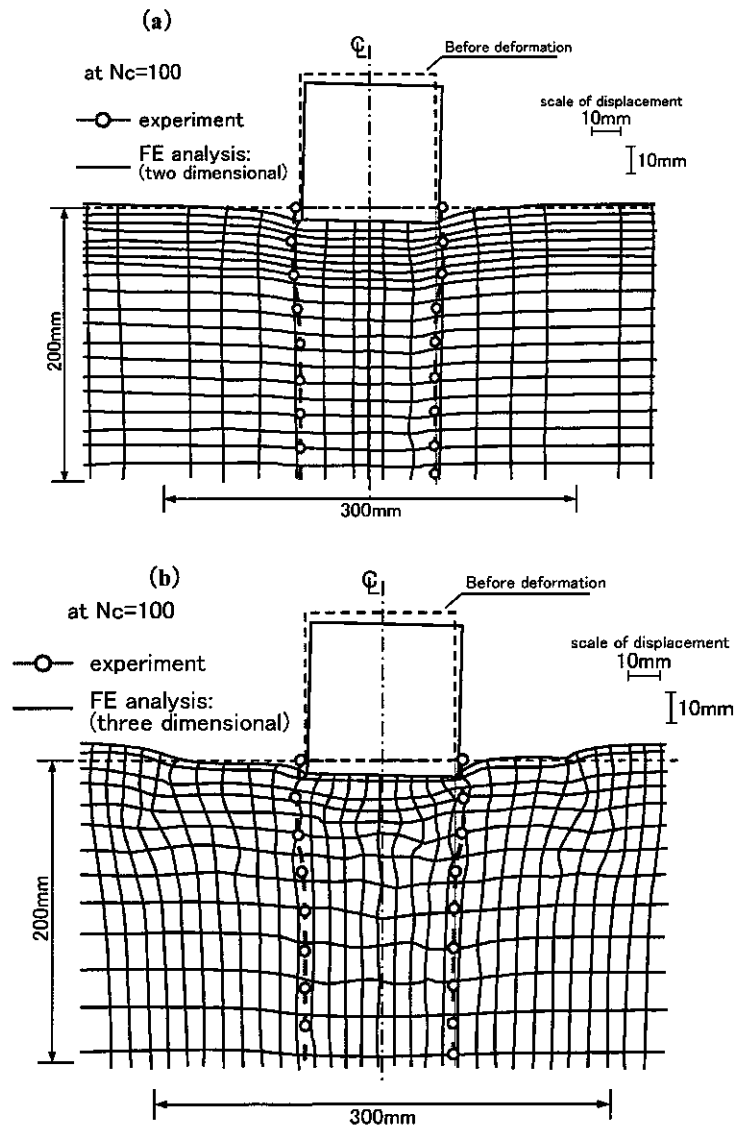 (a)
℄
Before deformation
at Nc=100
scale of displacement
10mm
10mm
experiment
FE analysis:
(two dimensional)
200mm
300mm
(b)
℄
Before deformation
at Nc=100
scale of displacement
10mm
10mm
experiment
FE analysis:
(three dimensional)
200mm
300mm